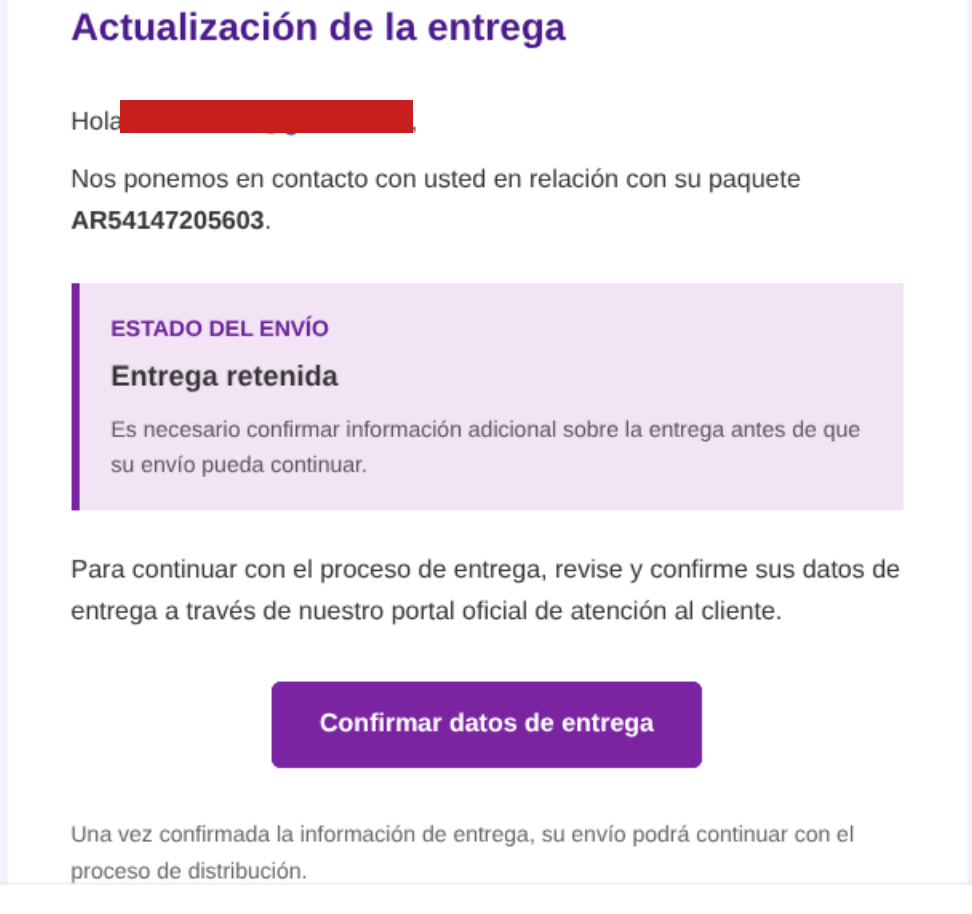 Actualización de la entrega
Hola
Nos ponemos en contacto con usted en relación con su paquete
AR54147205603.
ESTADO DEL ENVÍO
Entrega retenida
Es necesario confirmar información adicional sobre la entrega antes de que
su envío pueda continuar.
Para continuar con el proceso de entrega, revise y confirme sus datos de
entrega a través de nuestro portal oficial de atención al cliente.
Confirmar datos de entrega
Una vez confirmada la información de entrega, su envío podrá continuar con el
proceso de distribución.